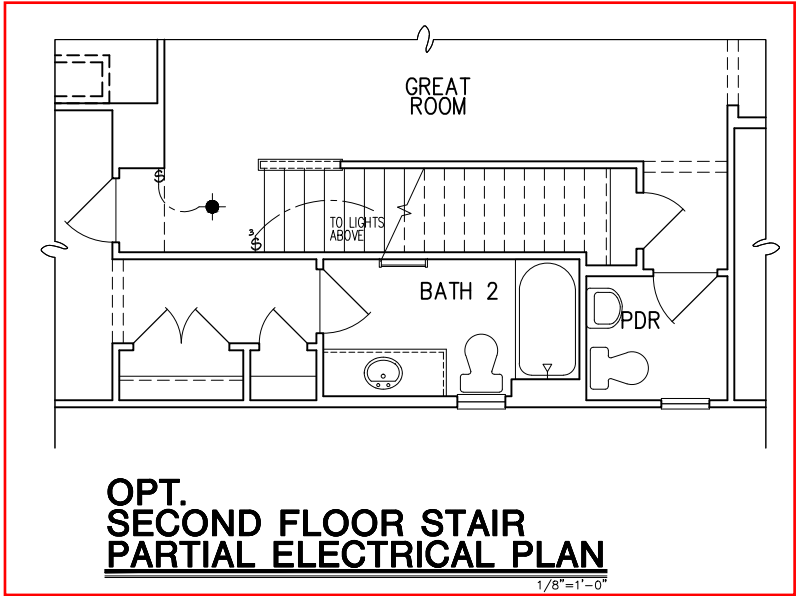 GREAT
ROOM
$
3
$
TO LIGHTS
ABOVE
BATH 2
PDR
OPT.
SECOND FLOOR STAIR
PARTIAL ELECTRICAL PLAN
1/8"=1'-0"